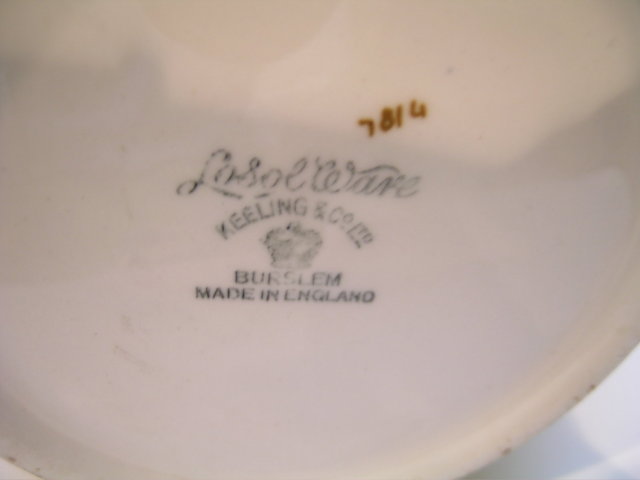 7814
Losol Ware
KEELING & Co LTD
BURSLEM
MADE IN ENGLAND